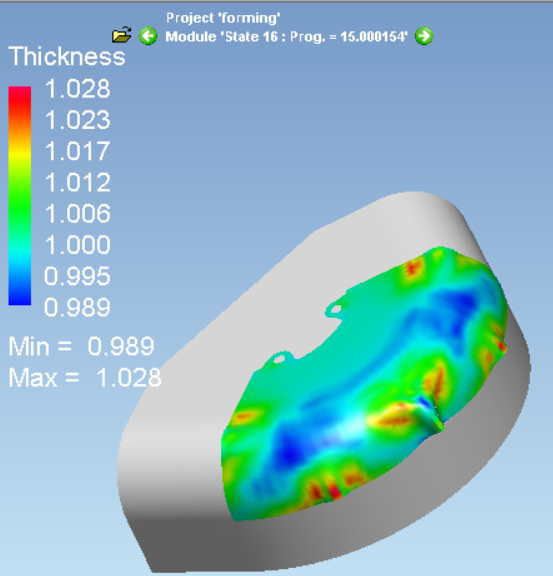 Project 'forming'
Module 'State 16 : Prog. = 15.000154'
Thickness
1.028
1.023
1.017
1.012
1.006
1.000
0.995
0.989
Min = 0.989
Max = 1.028